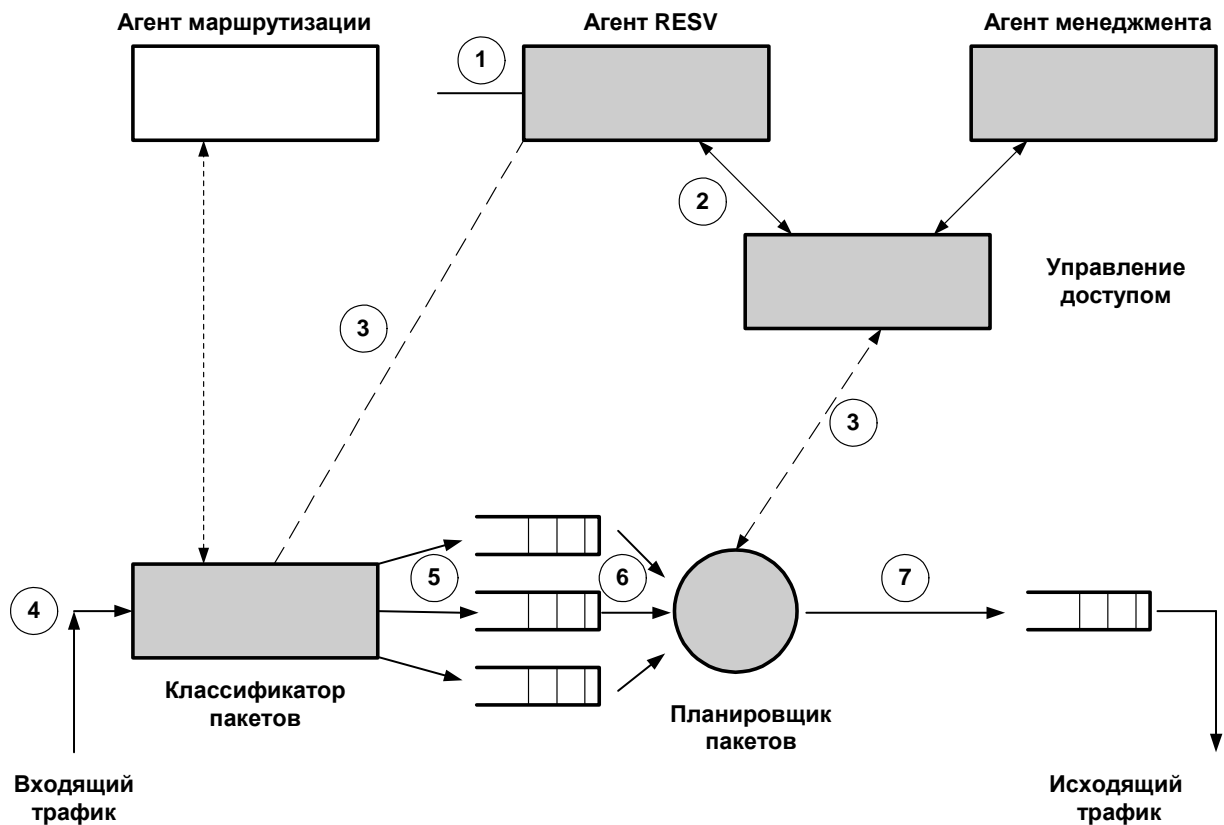 Агент маршрутизации
Агент RESV
Агент менеджмента
1
2
Управление
доступом
3
3
4
5
6
7
Классификатор
пакетов
Планировщик
пакетов
Входящий
трафик
Исходящий
трафик